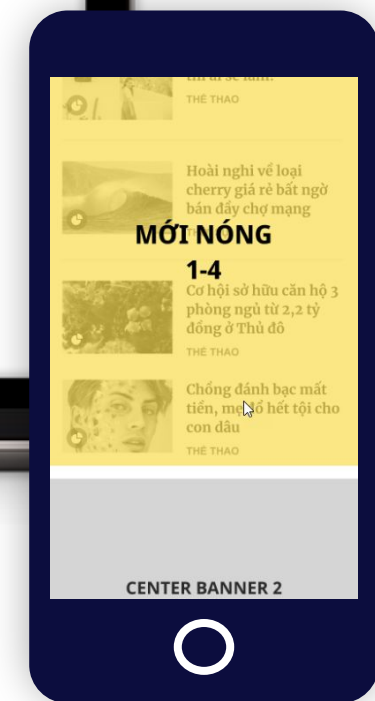 THỂ THAO
Hoài nghi về loại
cherry giá rẻ bất ngờ
bán đầy chợ mạng
MỚI NÓNG
1-4
Cơ hội sở hữu căn hộ 3
phòng ngủ từ 2,2 tỷ
đồng ở Thủ đô
THỂ THAO
Chồng đánh bạc mất
tiền, mẹ đổ hết tội cho
con dâu
THỂ THAO
CENTER BANNER 2